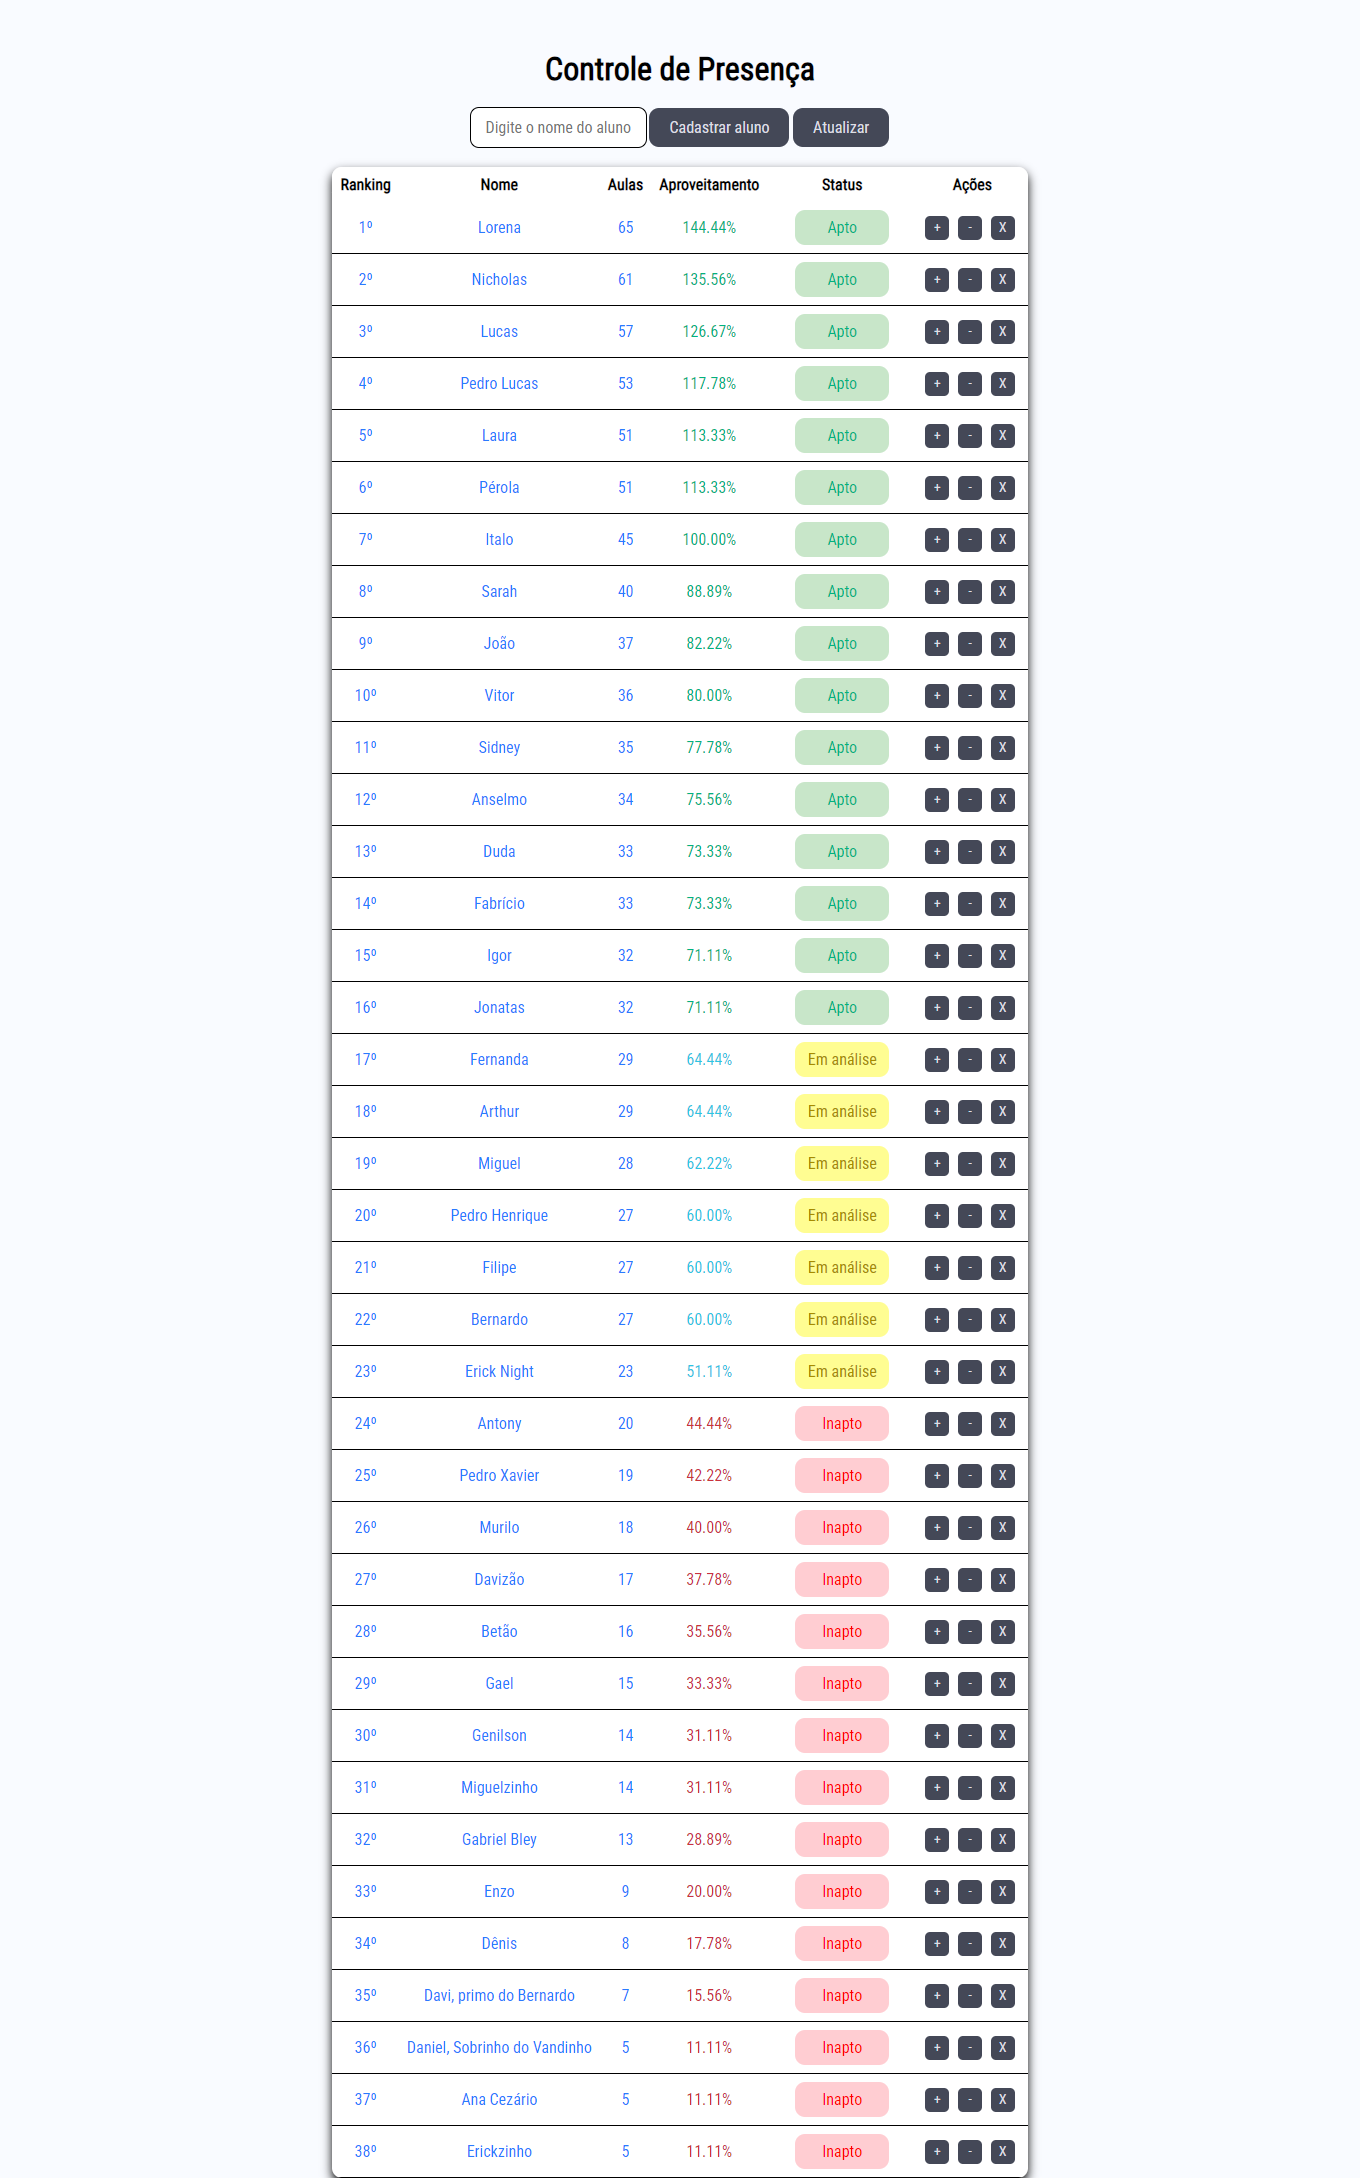 Controle de Presença
Digite o nome do aluno Cadastrar aluno Atualizar
Ranking Nome Aulas Aproveitamento Status Ações
1º Lorena 65 144.44% Apto + - X
2º Nicholas 61 135.56% Apto + - X
3º Lucas 57 126.67% Apto + - X
4º Pedro Lucas 53 117.78% Apto + - X
5º Laura 51 113.33% Apto + - X
6º Pérola 51 113.33% Apto + - X
7º Italo 45 100.00% Apto + - X
8º Sarah 40 88.89% Apto + - X
9º João 37 82.22% Apto + - X
10º Vitor 36 80.00% Apto + - X
11º Sidney 35 77.78% Apto + - X
12º Anselmo 34 75.56% Apto + - X
13º Duda 33 73.33% Apto + - X
14º Fabrício 33 73.33% Apto + - X
15º Igor 32 71.11% Apto + - X
16º Jonatas 32 71.11% Apto + - X
17º Fernanda 29 64.44% Em análise + - X
18º Arthur 29 64.44% Em análise + - X
19º Miguel 28 62.22% Em análise + - X
20º Pedro Henrique 27 60.00% Em análise + - X
21º Filipe 27 60.00% Em análise + - X
22º Bernardo 27 60.00% Em análise + - X
23º Erick Night 23 51.11% Em análise + - X
24º Antony 20 44.44% Inapto + - X
25º Pedro Xavier 19 42.22% Inapto + - X
26º Murilo 18 40.00% Inapto + - X
27º Davizão 17 37.78% Inapto + - X
28º Betão 16 35.56% Inapto + - X
29º Gael 15 33.33% Inapto + - X
30º Genilson 14 31.11% Inapto + - X
31º Miguelzinho 14 31.11% Inapto + - X
32º Gabriel Bley 13 28.89% Inapto + - X
33º Enzo 9 20.00% Inapto + - X
34º Dênis 8 17.78% Inapto + - X
35º Davi, primo do Bernardo 7 15.56% Inapto + - X
36º Daniel, Sobrinho do Vandinho 5 11.11% Inapto + - X
37º Ana Cezário 5 11.11% Inapto + - X
38º Erickzinho 5 11.11% Inapto + - X